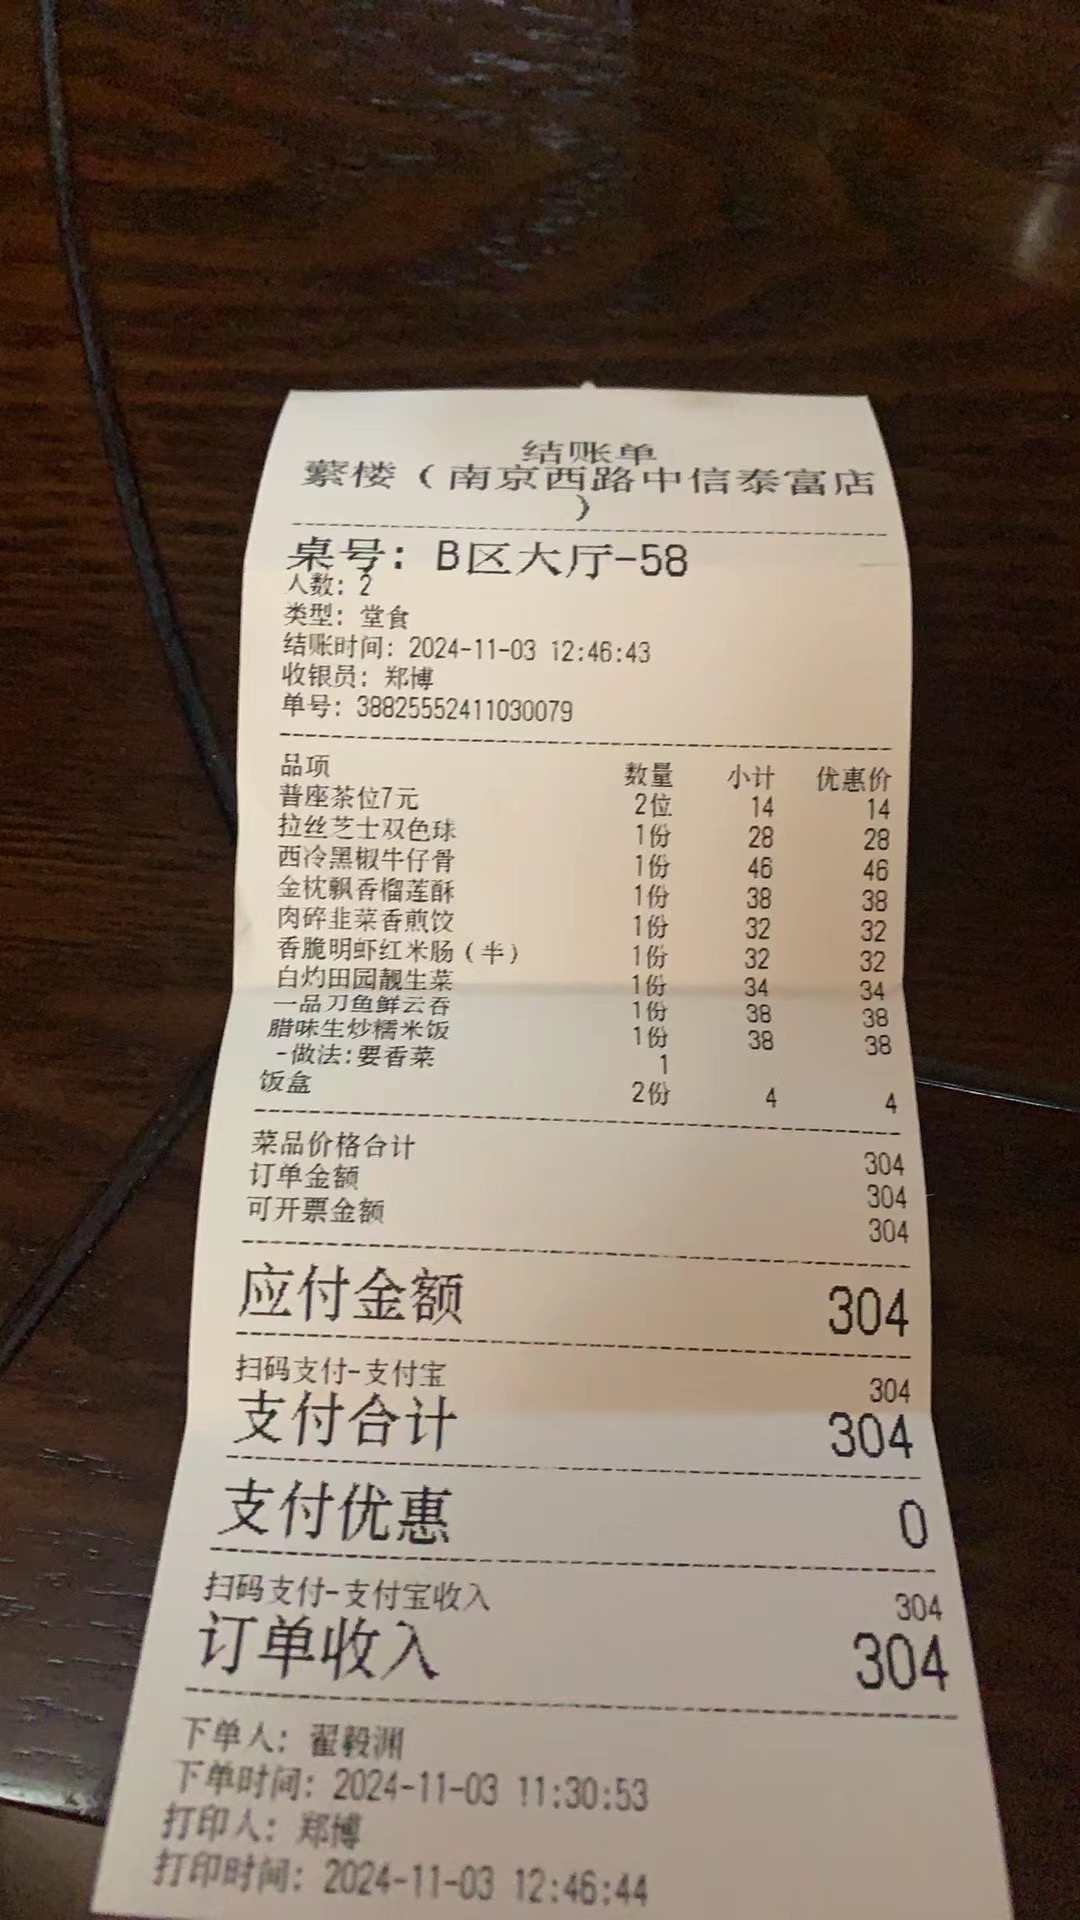 结账单
蘩楼（南京西路中信泰富店
）
桌号: B区大厅-58
人数: 2
类型: 堂食
结账时间: 2024-11-03 12:46:43
收银员: 郑博
单号: 38825552411030079
品项 数量 小计 优惠价
普座茶位7元 2位 14 14
拉丝芝士双色球 1份 28 28
西冷黑椒牛仔骨 1份 46 46
金枕飘香榴莲酥 1份 38 38
肉碎韭菜香煎饺 1份 32 32
香脆明虾红米肠（半） 1份 32 32
白灼田园靓生菜 1份 34 34
一品刀鱼鲜云吞 1份 38 38
腊味生炒糯米饭 1份 38 38
-做法:要香菜 1
饭盒 2份 4 4
菜品价格合计 304
订单金额 304
可开票金额 304
应付金额 304
扫码支付-支付宝 304
支付合计 304
支付优惠 0
扫码支付-支付宝收入 304
订单收入 304
下单人: 翟毅渊
下单时间: 2024-11-03 11:30:53
打印人: 郑博
打印时间: 2024-11-03 12:46:44